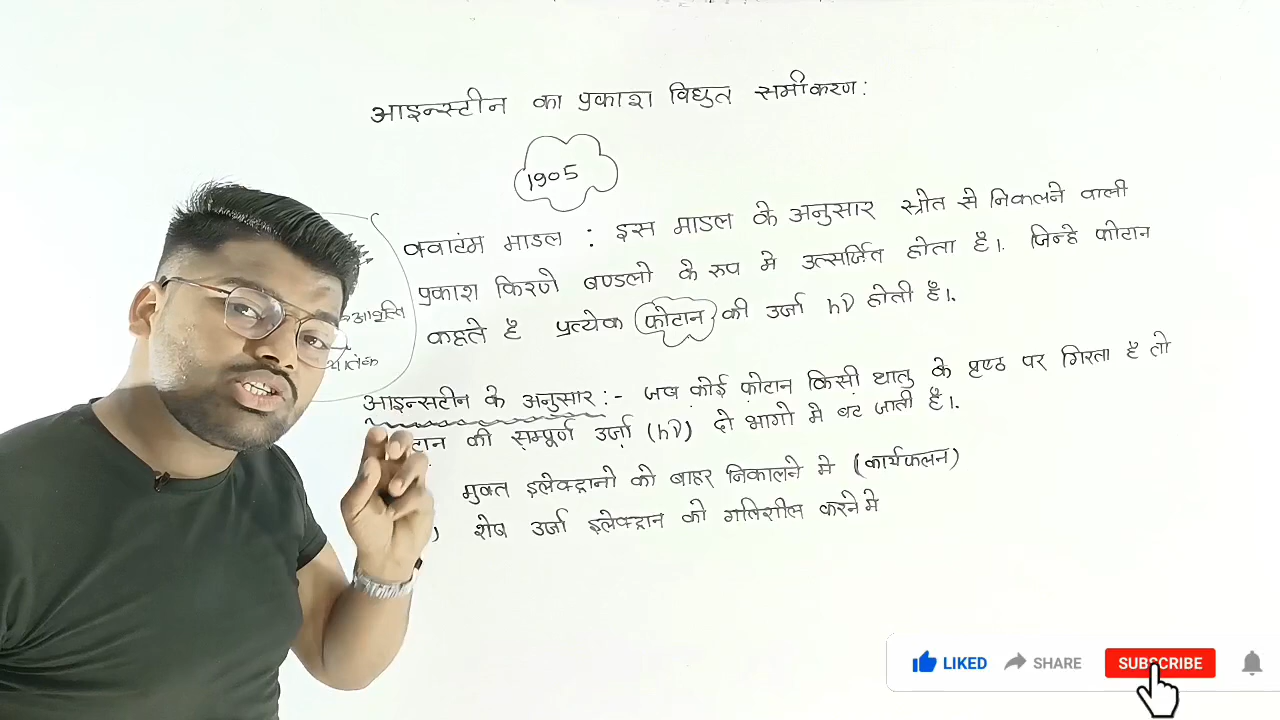 आइन्स्टीन का प्रकाश विद्युत समीकरण:
1905
क्वाटंम माडल : इस माडल के अनुसार स्रोत से निकलने वाली
प्रकाश किरणे बण्डलो के रुप मे उत्सर्जित होता है। जिन्हे फोटान
कहते है प्रत्येक फोटान की उर्जा hν होती है।
आवृत्ति
आइन्सटीन के अनुसार :- जब कोई फ़ोटान किसी धातु के पृष्ठ पर गिरता है तो
की सम्पूर्ण उर्जा (hν) दो भागो मे बट जाती है।
मुक्त इलेक्ट्रानो को बाहर निकालने मे (कार्यफलन)
शेष उर्जा इलेक्ट्रान को गतिशील करने मे
LIKED SHARE SUBSCRIBE